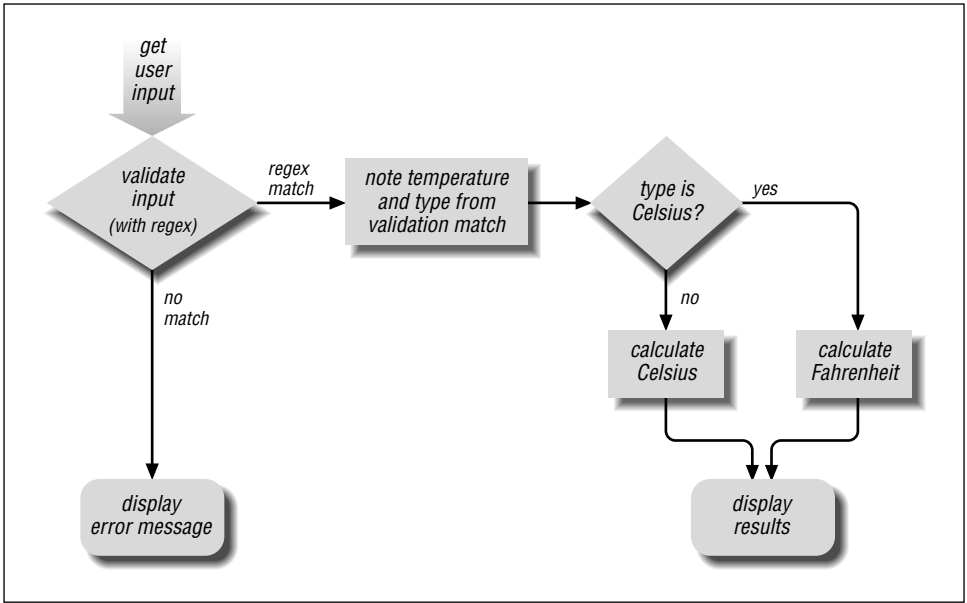 get
user
input
validate
input
(with regex)
regex
match
note temperature
and type from
validation match
type is
Celsius?
yes
no
match
no
calculate
Celsius
calculate
Fahrenheit
display
error message
display
results